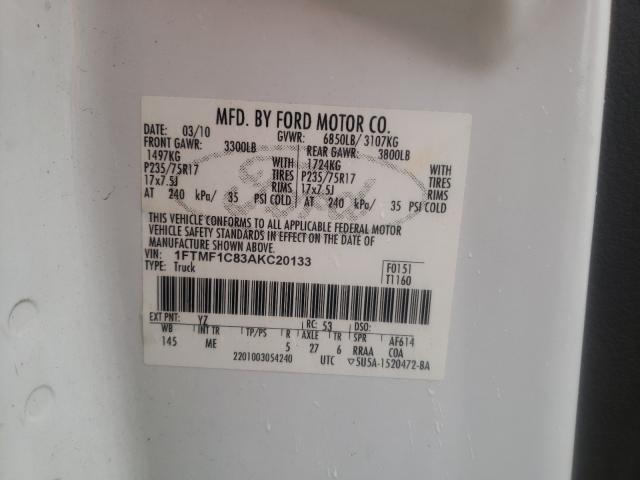 MFD. BY FORD MOTOR CO.
DATE: 03/10 GVWR: 6850LB/ 3107KG
FRONT GAWR: 3300LB REAR GAWR: 3800LB
1497KG WITH 1724KG WITH
P235/75R17 TIRES P235/75R17 TIRES
17x7.5J RIMS 17x7.5J RIMS
AT 240 kPa/ 35 PSI COLD AT 240 kPa/ 35 PSI COLD
Ford
THIS VEHICLE CONFORMS TO ALL APPLICABLE FEDERAL MOTOR
VEHICLE SAFETY STANDARDS IN EFFECT ON THE DATE OF
MANUFACTURE SHOWN ABOVE.
VIN: 1FTMF1C83AKC20133
TYPE: Truck
F0151
T1160
EXT PNT: YZ RC: 53 DSO:
WB INT TR TP/PS R AXLE TR SPR AF614
145 ME 5 27 6 RRAA COA
2201003054240 UTC ▽5U5A-1520472-BA